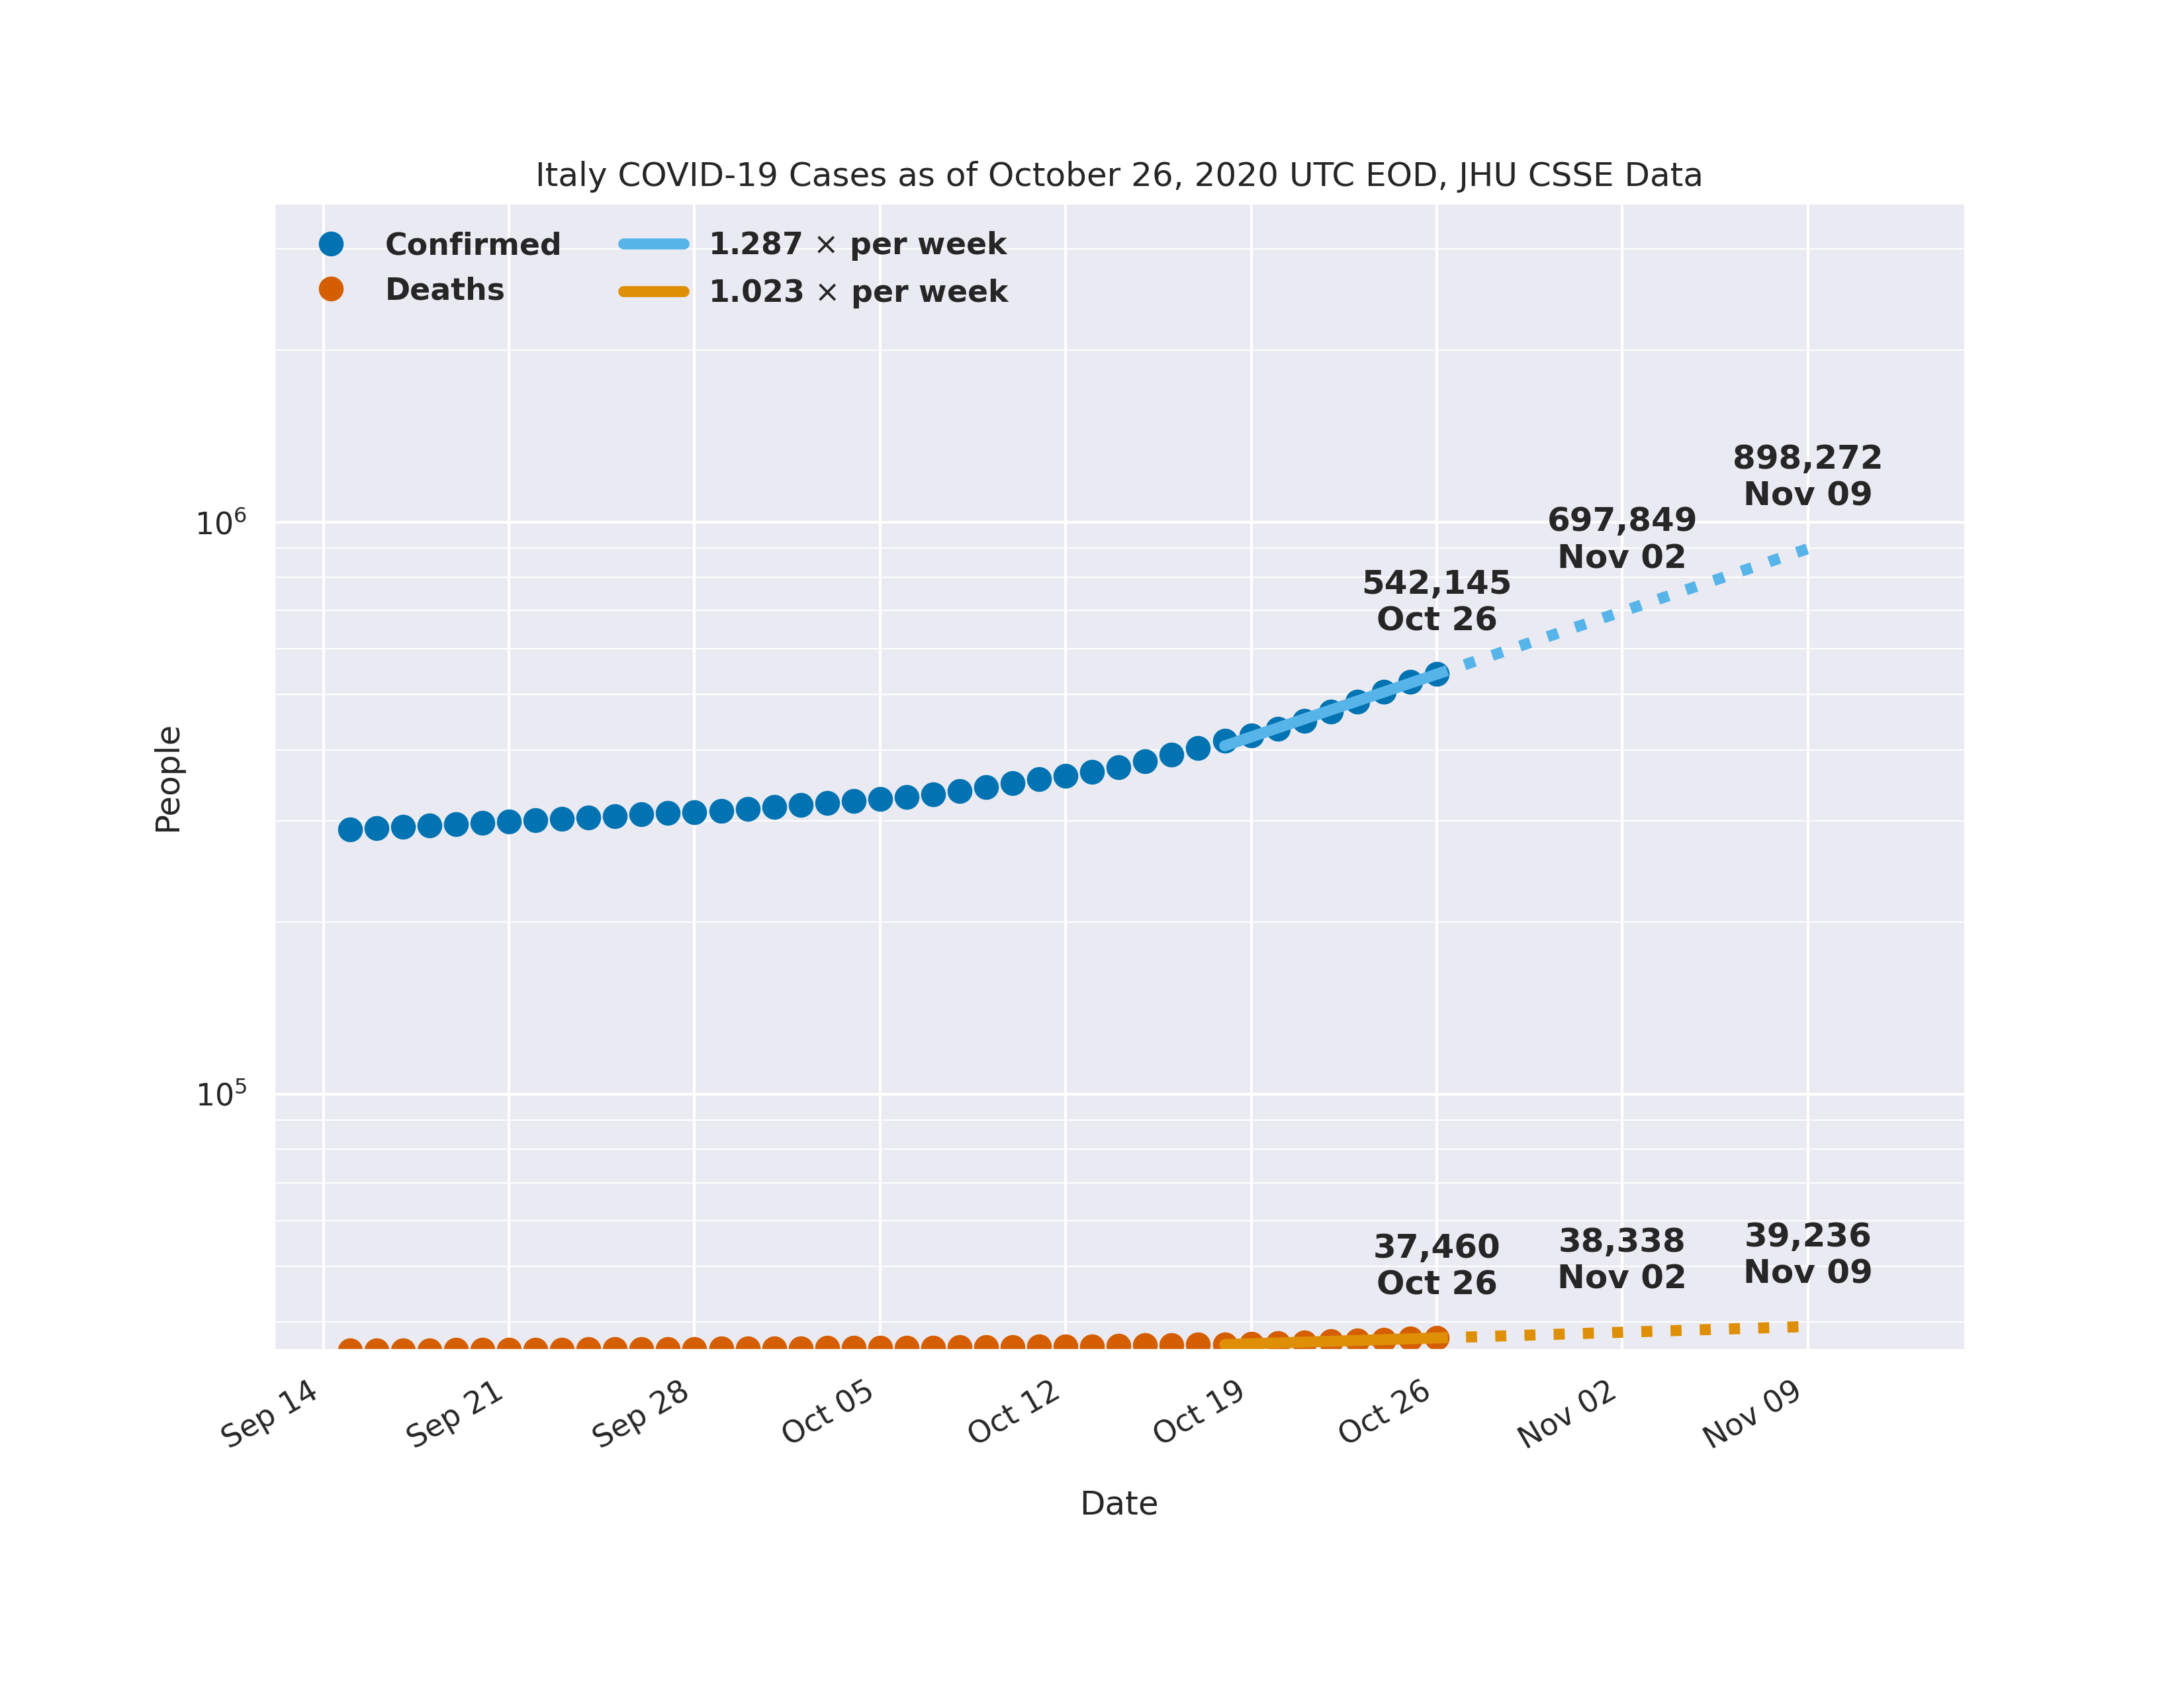 Italy COVID-19 Cases as of October 26, 2020 UTC EOD, JHU CSSE Data
Confirmed
Deaths
1.287 × per week
1.023 × per week
898,272
Nov 09
697,849
Nov 02
542,145
Oct 26
10⁶
People
10⁵
37,460
Oct 26
38,338
Nov 02
39,236
Nov 09
Sep 14
Sep 21
Sep 28
Oct 05
Oct 12
Oct 19
Oct 26
Nov 02
Nov 09
Date